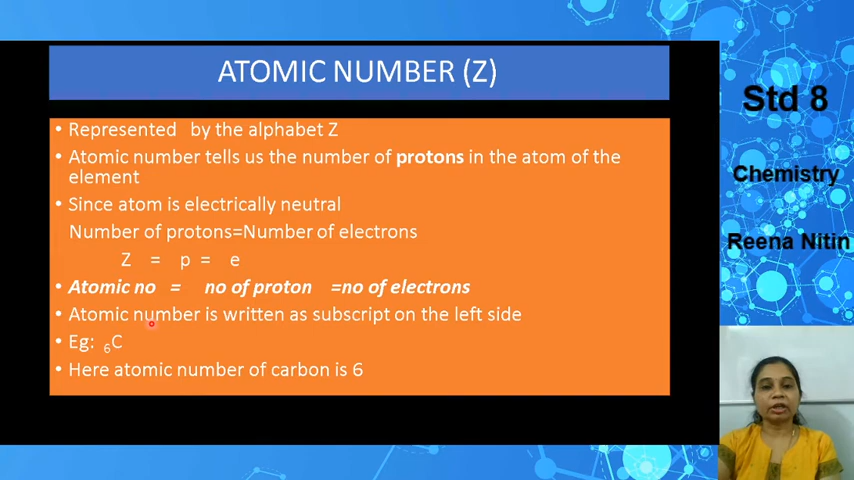 ATOMIC NUMBER (Z)
• Represented by the alphabet Z
• Atomic number tells us the number of protons in the atom of the
element
• Since atom is electrically neutral
Number of protons=Number of electrons
Z = p = e
• Atomic no = no of proton =no of electrons
• Atomic number is written as subscript on the left side
• Eg: ₆C
• Here atomic number of carbon is 6
Std 8
Chemistry
Reena Nitin